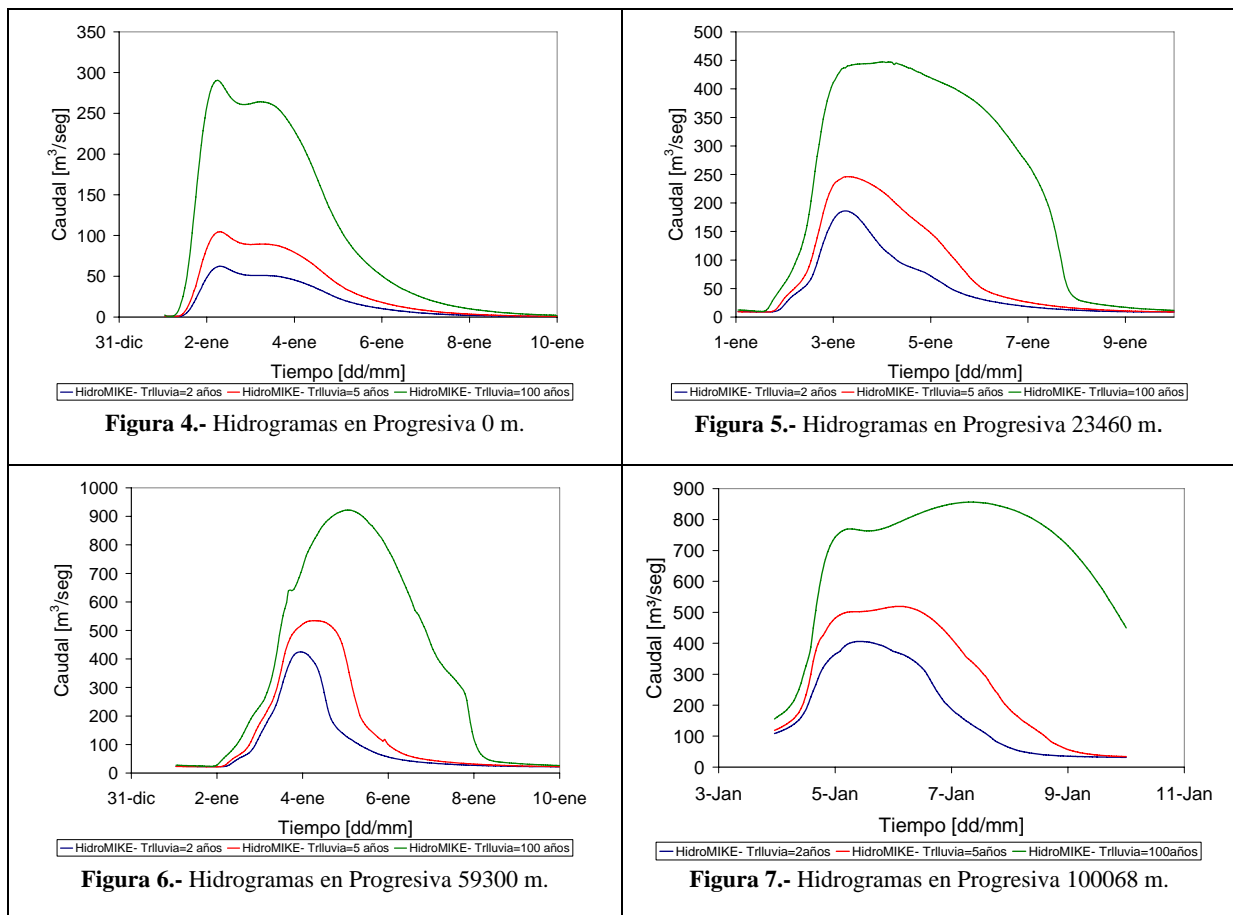 350
300
250
200
150
100
50
0
Caudal [m³/seg]
31-dic 2-ene 4-ene 6-ene 8-ene 10-ene
Tiempo [dd/mm]
HidroMIKE- Trlluvia=2 años HidroMIKE- Trlluvia=5 años HidroMIKE- Trlluvia=100 años
Figura 4.- Hidrogramas en Progresiva 0 m.
500
450
400
350
300
250
200
150
100
50
0
Caudal [m³/seg]
1-ene 3-ene 5-ene 7-ene 9-ene
Tiempo [dd/mm]
HidroMIKE- Trlluvia=2 años HidroMIKE- Trlluvia=5 años HidroMIKE- Trlluvia=100 años
Figura 5.- Hidrogramas en Progresiva 23460 m.
1000
900
800
700
600
500
400
300
200
100
0
Caudal [m³/seg]
31-dic 2-ene 4-ene 6-ene 8-ene 10-ene
Tiempo [dd/mm]
HidroMIKE- Trlluvia=2 años HidroMIKE- Trlluvia=5 años HidroMIKE- Trlluvia=100 años
Figura 6.- Hidrogramas en Progresiva 59300 m.
900
800
700
600
500
400
300
200
100
0
Caudal [m³/seg]
3-Jan 5-Jan 7-Jan 9-Jan 11-Jan
Tiempo [dd/mm]
HidroMIKE- Trlluvia=2años HidroMIKE- Trlluvia=5años HidroMIKE- Trlluvia=100años
Figura 7.- Hidrogramas en Progresiva 100068 m.